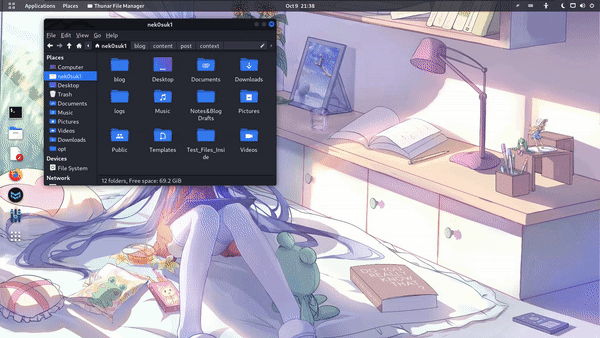 Applications Places Thunar File Manager Oct 9 21:38
nek0suk1
File Edit View Go Help
nek0suk1 blog content post context
Places
Computer
nek0suk1
Desktop
Trash
Documents
Music
Pictures
Videos
Downloads
opt
Devices
File System
Network
blog Desktop Documents Downloads
logs Music Notes&Blog Drafts Pictures
Public Templates Test_Files_Inside Videos
12 folders, Free space: 69.2 GiB
DO YOU
REALLY
KNOW
THAT?